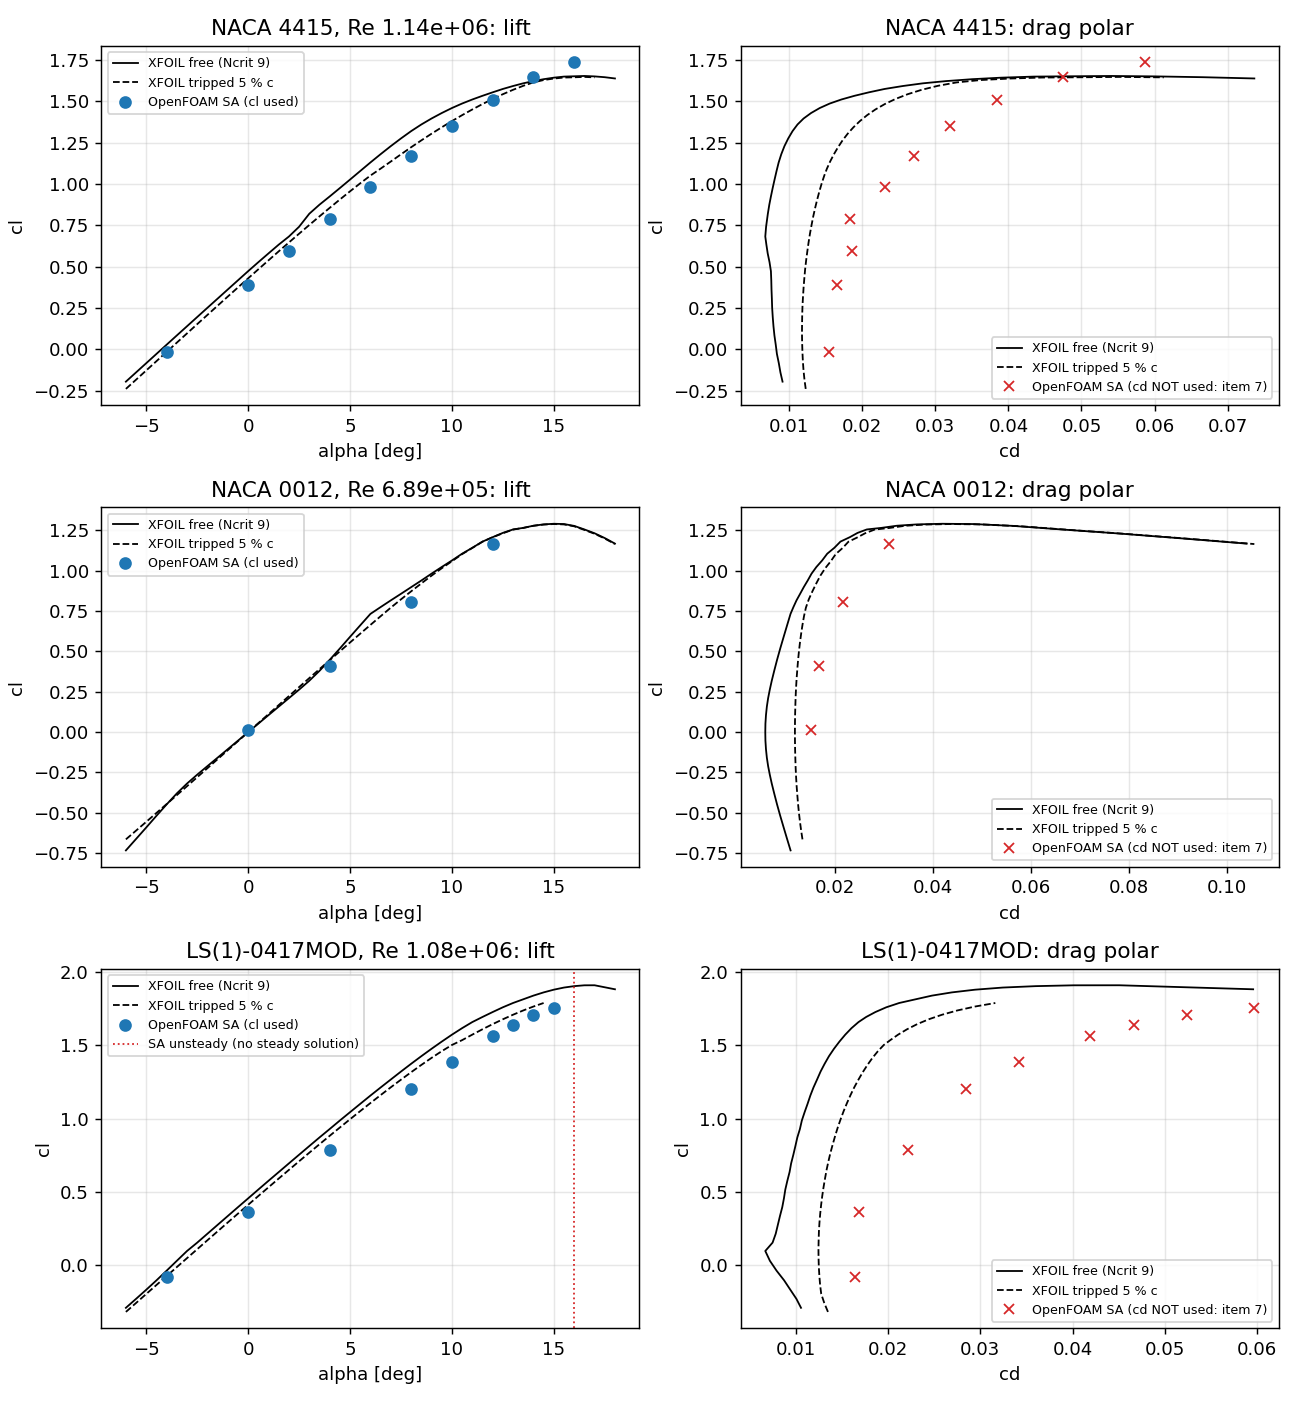 NACA 4415, Re 1.14e+06: lift
XFOIL free (Ncrit 9)
XFOIL tripped 5 % c
OpenFOAM SA (cl used)
1.75
1.50
1.25
1.00
0.75
0.50
0.25
0.00
−0.25
cl
−5 0 5 10 15
alpha [deg]
NACA 4415: drag polar
XFOIL free (Ncrit 9)
XFOIL tripped 5 % c
OpenFOAM SA (cd NOT used: item 7)
1.75
1.50
1.25
1.00
0.75
0.50
0.25
0.00
−0.25
cl
0.01 0.02 0.03 0.04 0.05 0.06 0.07
cd
NACA 0012, Re 6.89e+05: lift
XFOIL free (Ncrit 9)
XFOIL tripped 5 % c
OpenFOAM SA (cl used)
1.25
1.00
0.75
0.50
0.25
0.00
−0.25
−0.50
−0.75
cl
−5 0 5 10 15
alpha [deg]
NACA 0012: drag polar
XFOIL free (Ncrit 9)
XFOIL tripped 5 % c
OpenFOAM SA (cd NOT used: item 7)
1.25
1.00
0.75
0.50
0.25
0.00
−0.25
−0.50
−0.75
cl
0.02 0.04 0.06 0.08 0.10
cd
LS(1)-0417MOD, Re 1.08e+06: lift
XFOIL free (Ncrit 9)
XFOIL tripped 5 % c
OpenFOAM SA (cl used)
SA unsteady (no steady solution)
2.0
1.5
1.0
0.5
0.0
cl
−5 0 5 10 15
alpha [deg]
LS(1)-0417MOD: drag polar
XFOIL free (Ncrit 9)
XFOIL tripped 5 % c
OpenFOAM SA (cd NOT used: item 7)
2.0
1.5
1.0
0.5
0.0
cl
0.01 0.02 0.03 0.04 0.05 0.06
cd